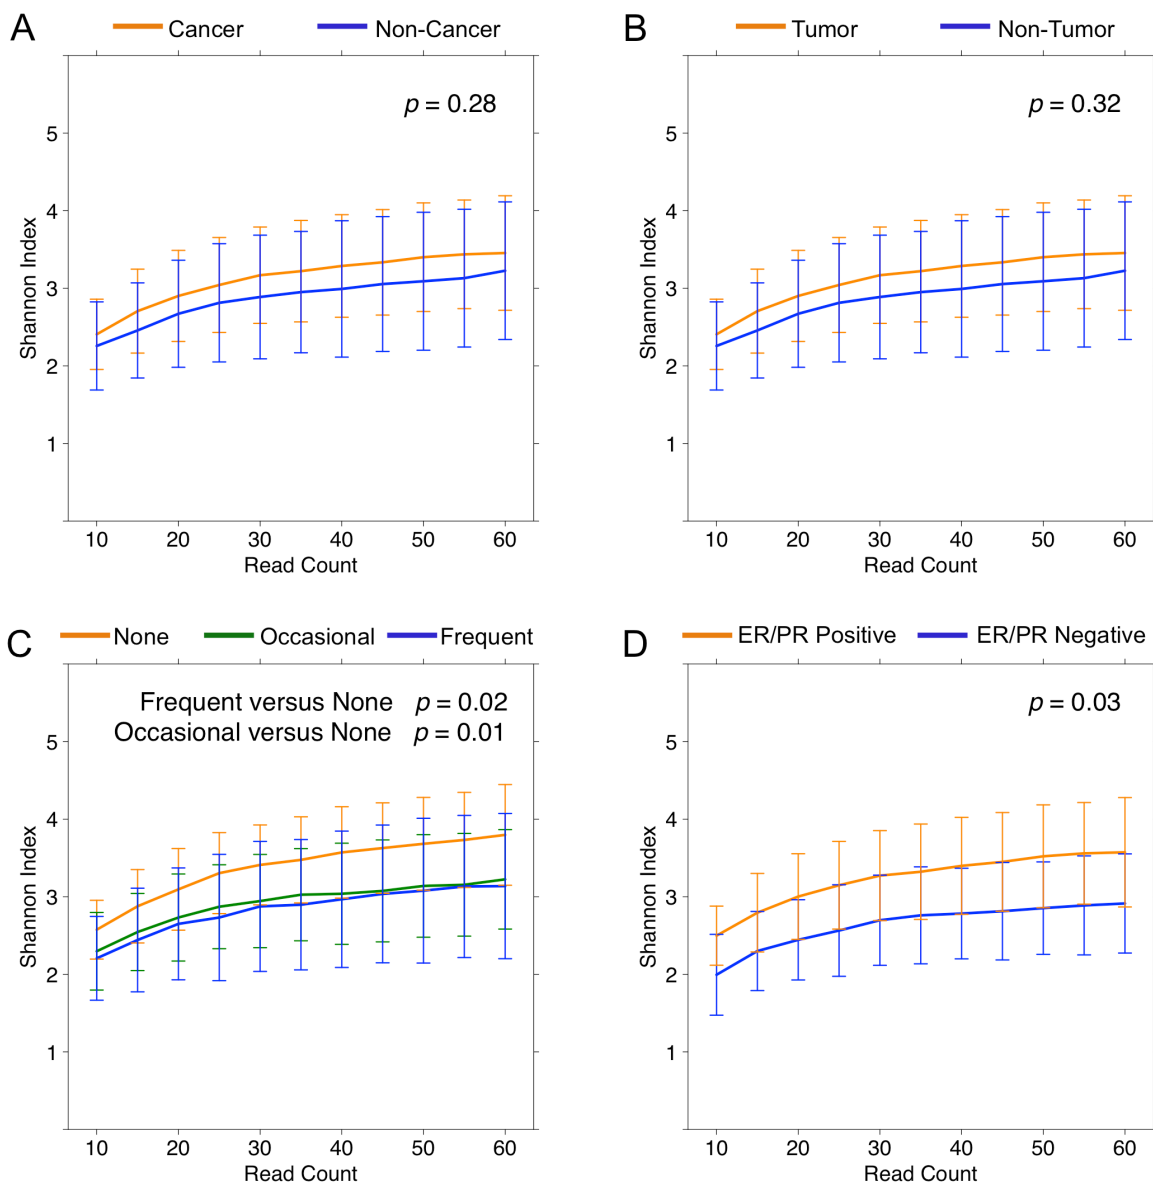 A
Cancer Non-Cancer
p = 0.28
5
4
3
2
1
Shannon Index
10 20 30 40 50 60
Read Count
B
Tumor Non-Tumor
p = 0.32
5
4
3
2
1
Shannon Index
10 20 30 40 50 60
Read Count
C
None Occasional Frequent
Frequent versus None p = 0.02
Occasional versus None p = 0.01
5
4
3
2
1
Shannon Index
10 20 30 40 50 60
Read Count
D
ER/PR Positive ER/PR Negative
p = 0.03
5
4
3
2
1
Shannon Index
10 20 30 40 50 60
Read Count